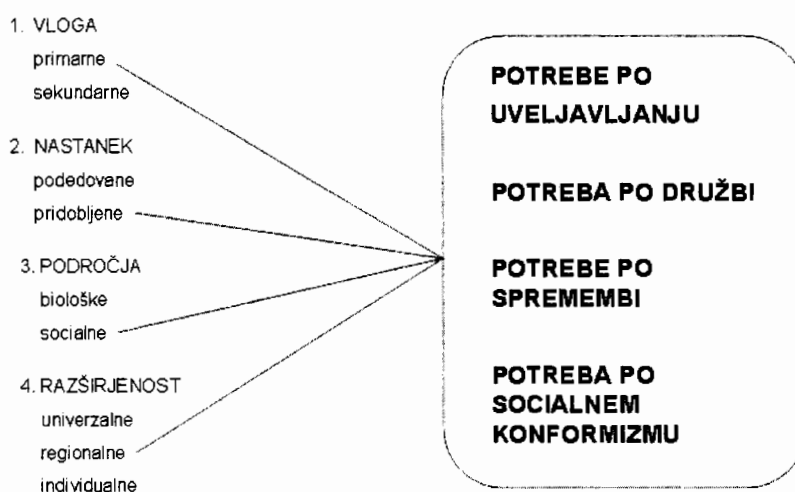 1. VLOGA
primarne
sekundarne
2. NASTANEK
podedovane
pridobljene
3. PODROČJA
biološke
socialne
4. RAZŠIRJENOST
univerzalne
regionalne
individualne
POTREBE PO
UVELJAVLJANJU
POTREBA PO DRUŽBI
POTREBE PO
SPREMEMBI
POTREBA PO
SOCIALNEM
KONFORMIZMU